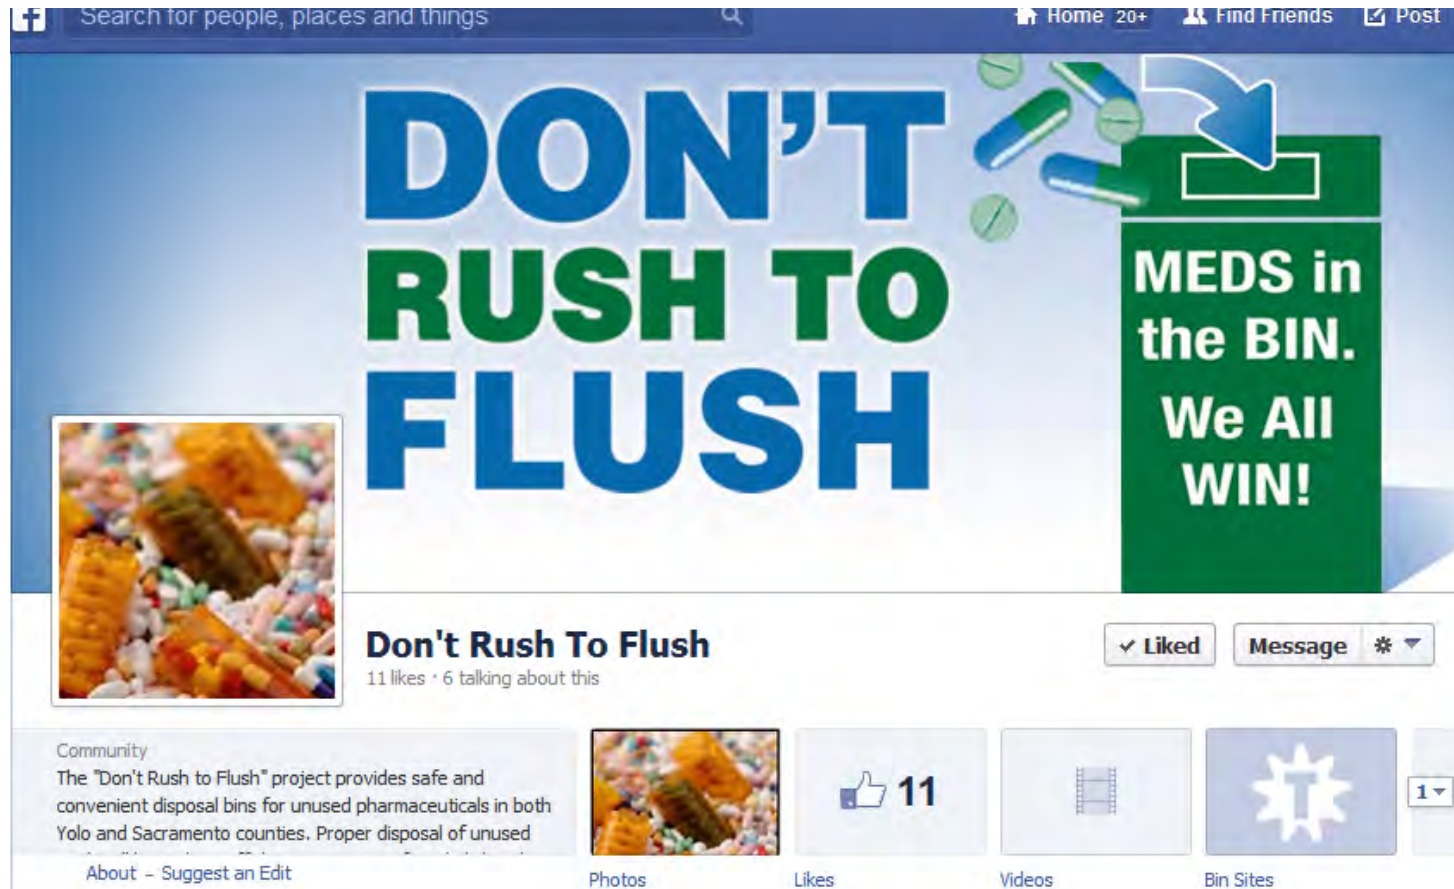 Search for people, places and things
Home 20+ Find Friends Post
DON'T
RUSH TO
FLUSH
MEDS in
the BIN.
We All
WIN!
Don't Rush To Flush
11 likes · 6 talking about this
✓ Liked
Message
Community
The "Don't Rush to Flush" project provides safe and
convenient disposal bins for unused pharmaceuticals in both
Yolo and Sacramento counties. Proper disposal of unused
About - Suggest an Edit
11
T
1
Photos
Likes
Videos
Bin Sites